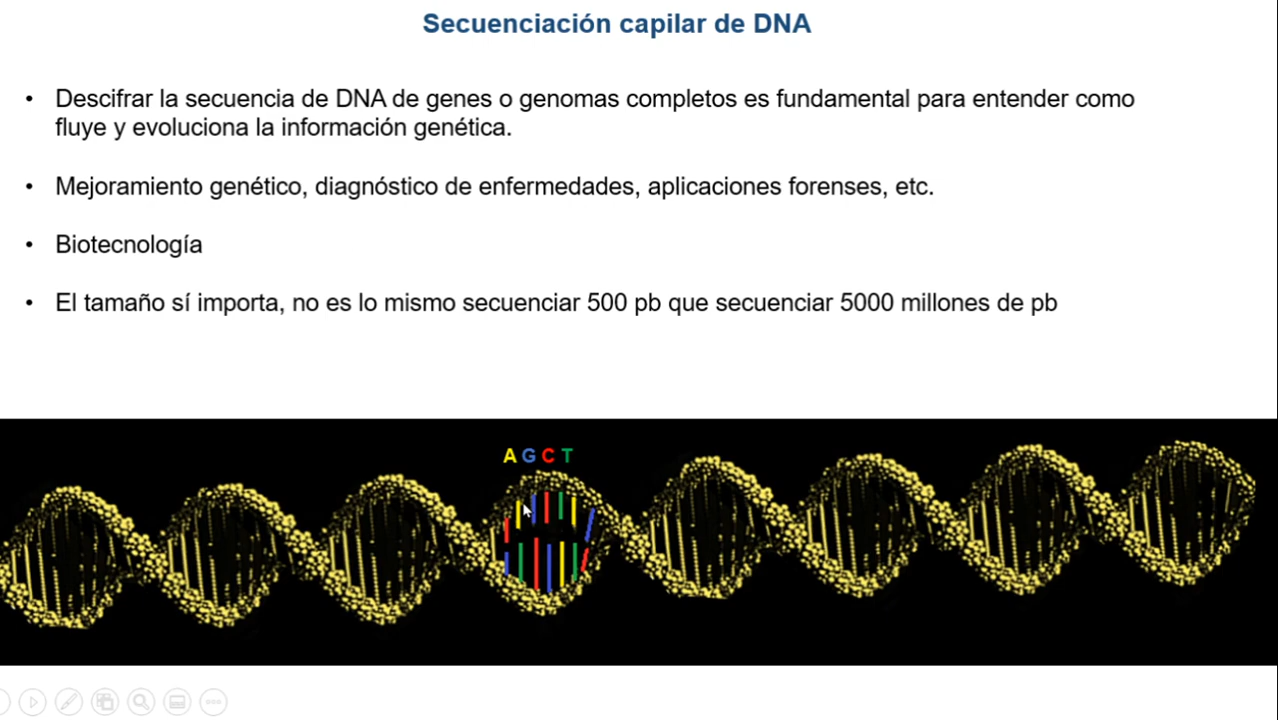 Secuenciación capilar de DNA
• Descifrar la secuencia de DNA de genes o genomas completos es fundamental para entender como
fluye y evoluciona la información genética.
• Mejoramiento genético, diagnóstico de enfermedades, aplicaciones forenses, etc.
• Biotecnología
• El tamaño sí importa, no es lo mismo secuenciar 500 pb que secuenciar 5000 millones de pb
A G C T